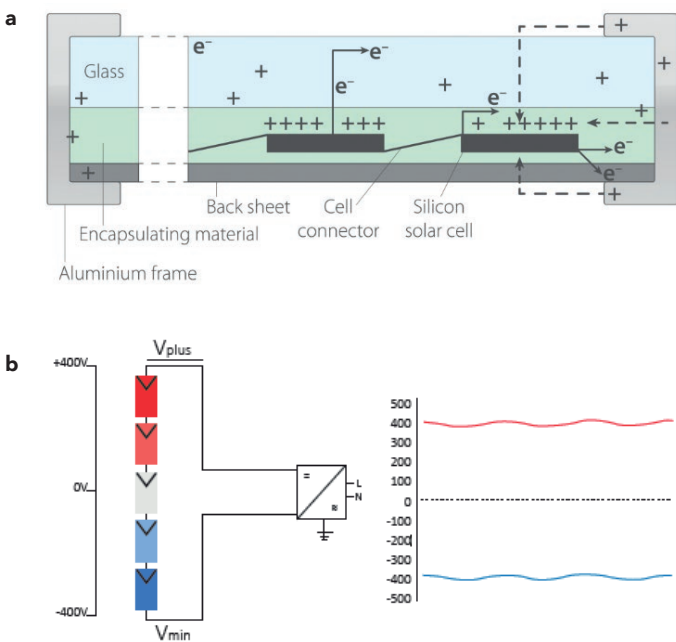 a
e⁻ e⁻
Glass + + + +
+ + e⁻ e⁻ +
+ + + + + + + + + + + + + +
+ e⁻
+ e⁻ +
Back sheet Cell connector Silicon solar cell
Encapsulating material
Aluminium frame
b
Vplus
+400V
0V
-400V
Vmin
=
≋
L
N
500
400
300
200
100
0
-100
-200
-300
-400
-500